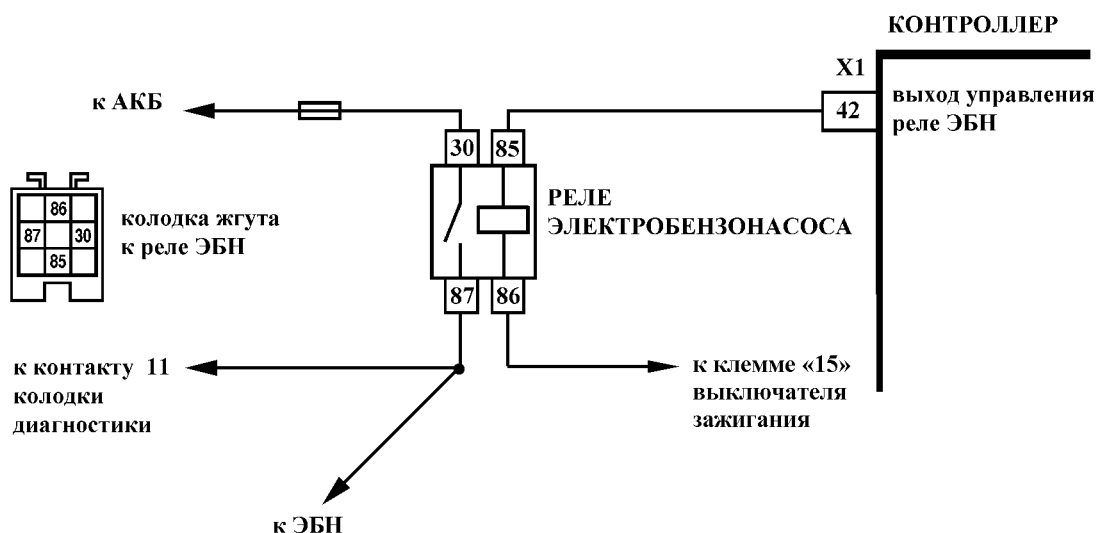 КОНТРОЛЛЕР
X1
к АКБ
42
выход управления
реле ЭБН
30
85
86
87
30
85
колодка жгута
к реле ЭБН
РЕЛЕ
ЭЛЕКТРОБЕНЗОНАСОСА
87
86
к контакту 11
колодки
диагностики
к клемме «15»
выключателя
зажигания
к ЭБН